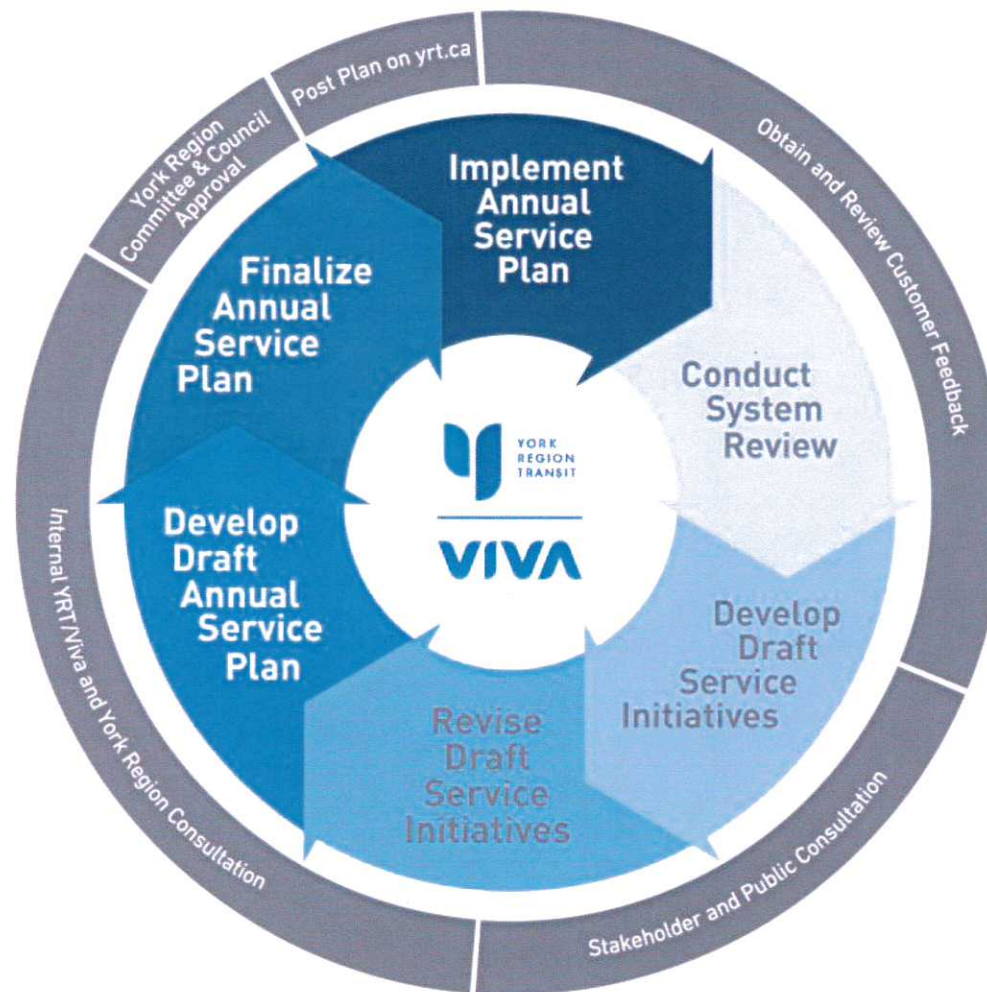 Post Plan on yrt.ca
Obtain and Review Customer Feedback
Stakeholder and Public Consultation
Internal YRT/Viva and York Region Consultation
York Region
Committee & Council
Approval
Implement
Annual
Service
Plan
Conduct
System
Review
Develop
Draft
Service
Initiatives
Revise
Draft
Service
Initiatives
Develop
Draft
Annual
Service
Plan
Finalize
Annual
Service
Plan
YORK
REGION
TRANSIT
VIVA